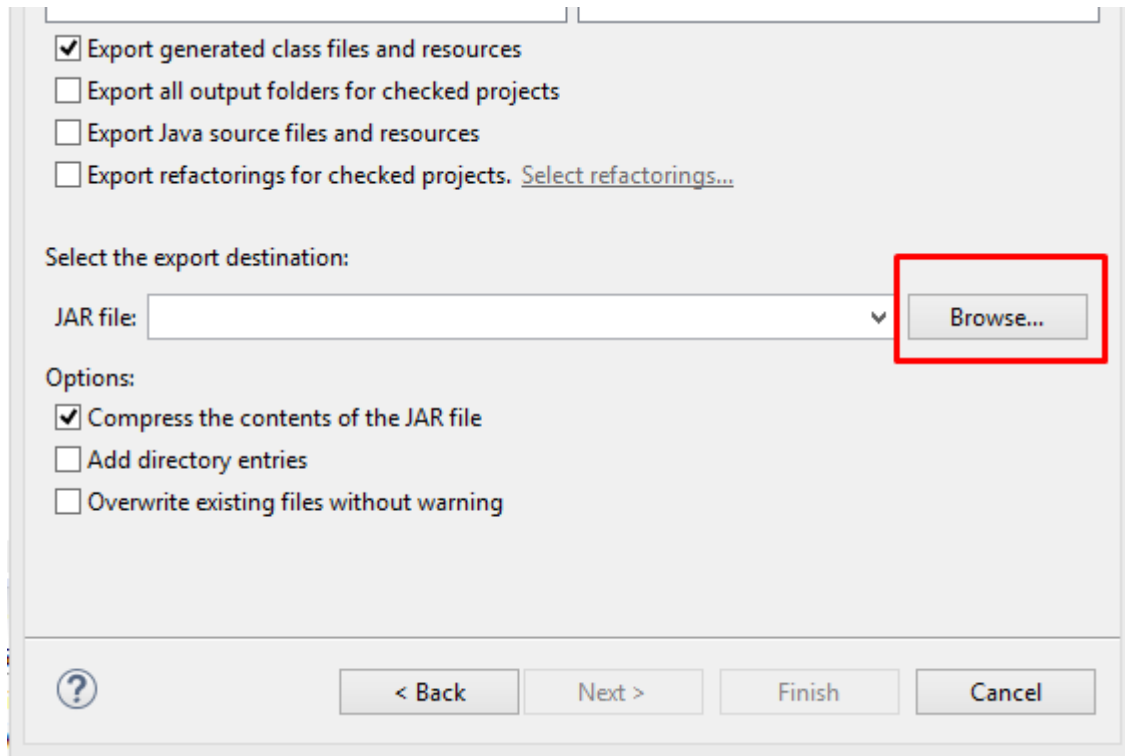 Export generated class files and resources
Export all output folders for checked projects
Export Java source files and resources
Export refactorings for checked projects. Select refactorings...
Select the export destination:
JAR file: Browse...
Options:
Compress the contents of the JAR file
Add directory entries
Overwrite existing files without warning
? < Back Next > Finish Cancel